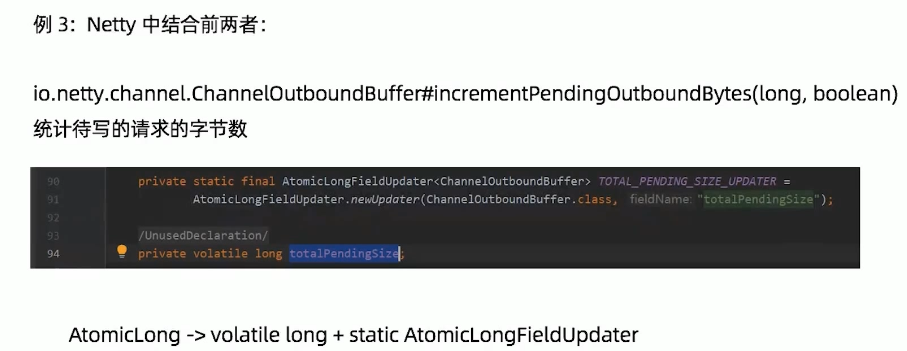 例 3：Netty 中结合前两者：
io.netty.channel.ChannelOutboundBuffer#incrementPendingOutboundBytes(long, boolean)
统计待写的请求的字节数
90 private static final AtomicLongFieldUpdater<ChannelOutboundBuffer> TOTAL_PENDING_SIZE_UPDATER =
91 AtomicLongFieldUpdater.newUpdater(ChannelOutboundBuffer.class, fieldName: "totalPendingSize");
92
93 /UnusedDeclaration/
94 private volatile long totalPendingSize;
AtomicLong -> volatile long + static AtomicLongFieldUpdater